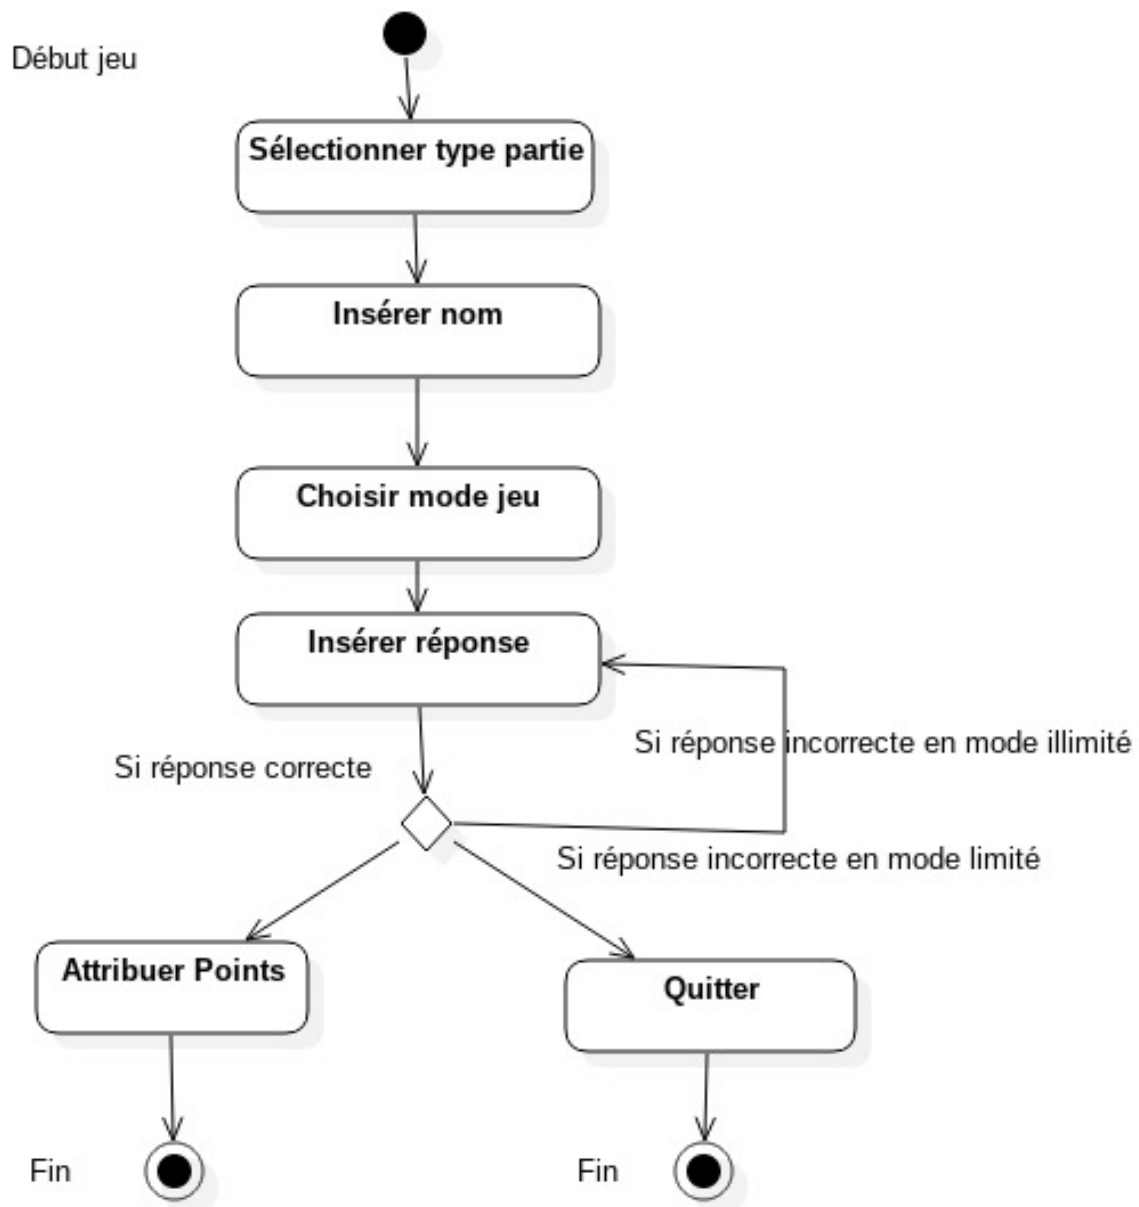 Début jeu
Sélectionner type partie
Insérer nom
Choisir mode jeu
Insérer réponse
Si réponse incorrecte en mode illimité
Si réponse correcte
Si réponse incorrecte en mode limité
Attribuer Points
Quitter
Fin
Fin